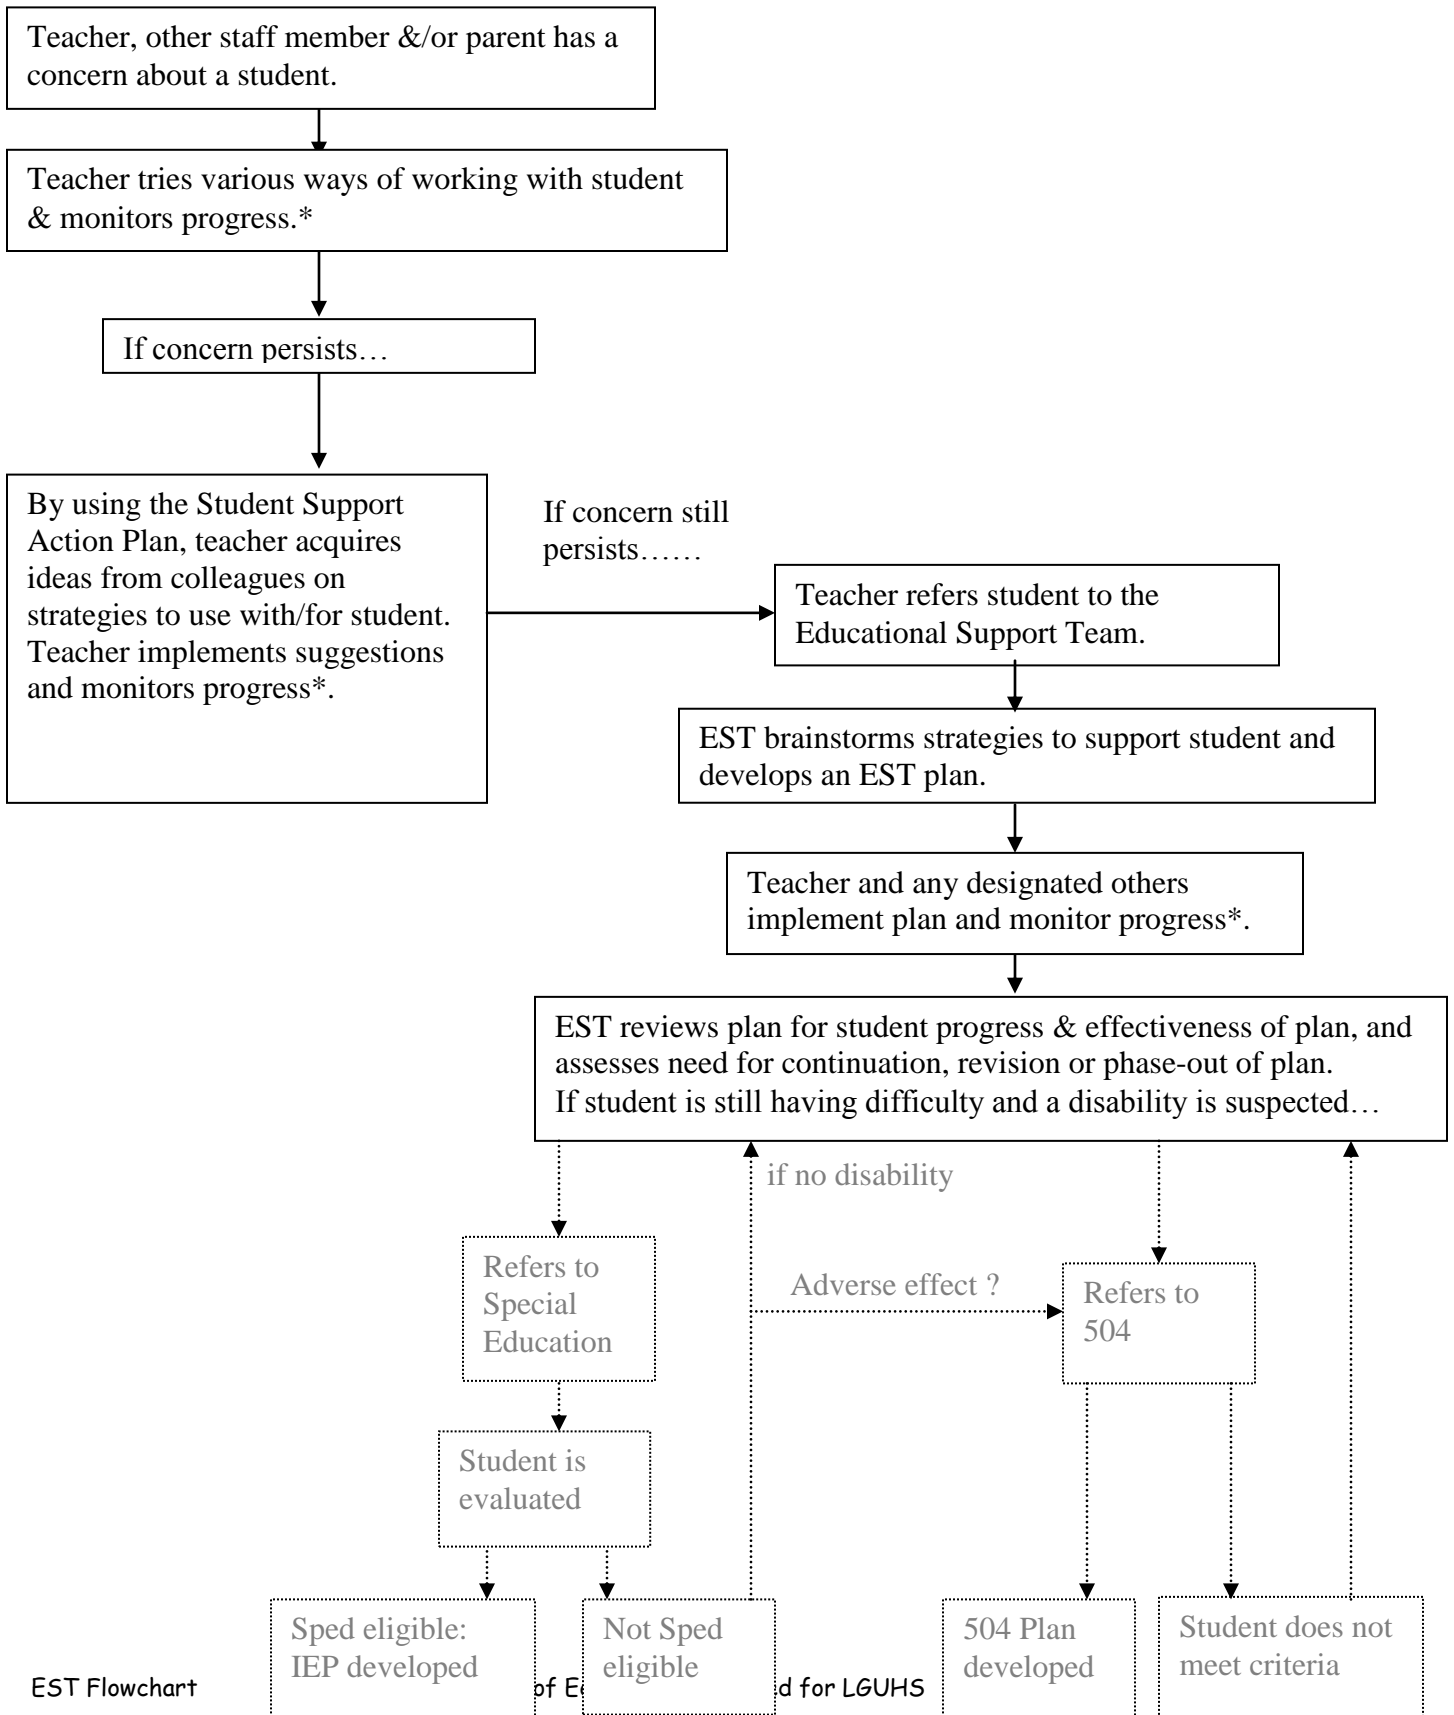 Teacher, other staff member &/or parent has a
concern about a student.
Teacher tries various ways of working with student
& monitors progress.*
If concern persists…
By using the Student Support
Action Plan, teacher acquires
ideas from colleagues on
strategies to use with/for student.
Teacher implements suggestions
and monitors progress*.
If concern still
persists……
Teacher refers student to the
Educational Support Team.
EST brainstorms strategies to support student and
develops an EST plan.
Teacher and any designated others
implement plan and monitor progress*.
EST reviews plan for student progress & effectiveness of plan, and
assesses need for continuation, revision or phase-out of plan.
If student is still having difficulty and a disability is suspected…
if no disability
Refers to
Special
Education
Adverse effect ?
Refers to
504
Student is
evaluated
Sped eligible:
IEP developed
Not Sped
eligible
504 Plan
developed
Student does not
meet criteria
EST Flowchart of for LGUHS